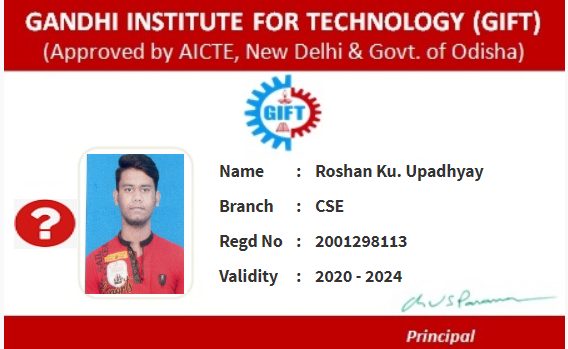 GANDHI INSTITUTE FOR TECHNOLOGY (GIFT)
(Approved by AICTE, New Delhi & Govt. of Odisha)
GIFT
Name : Roshan Ku. Upadhyay
Branch : CSE
?
Regd No : 2001298113
Validity : 2020 - 2024
Principal